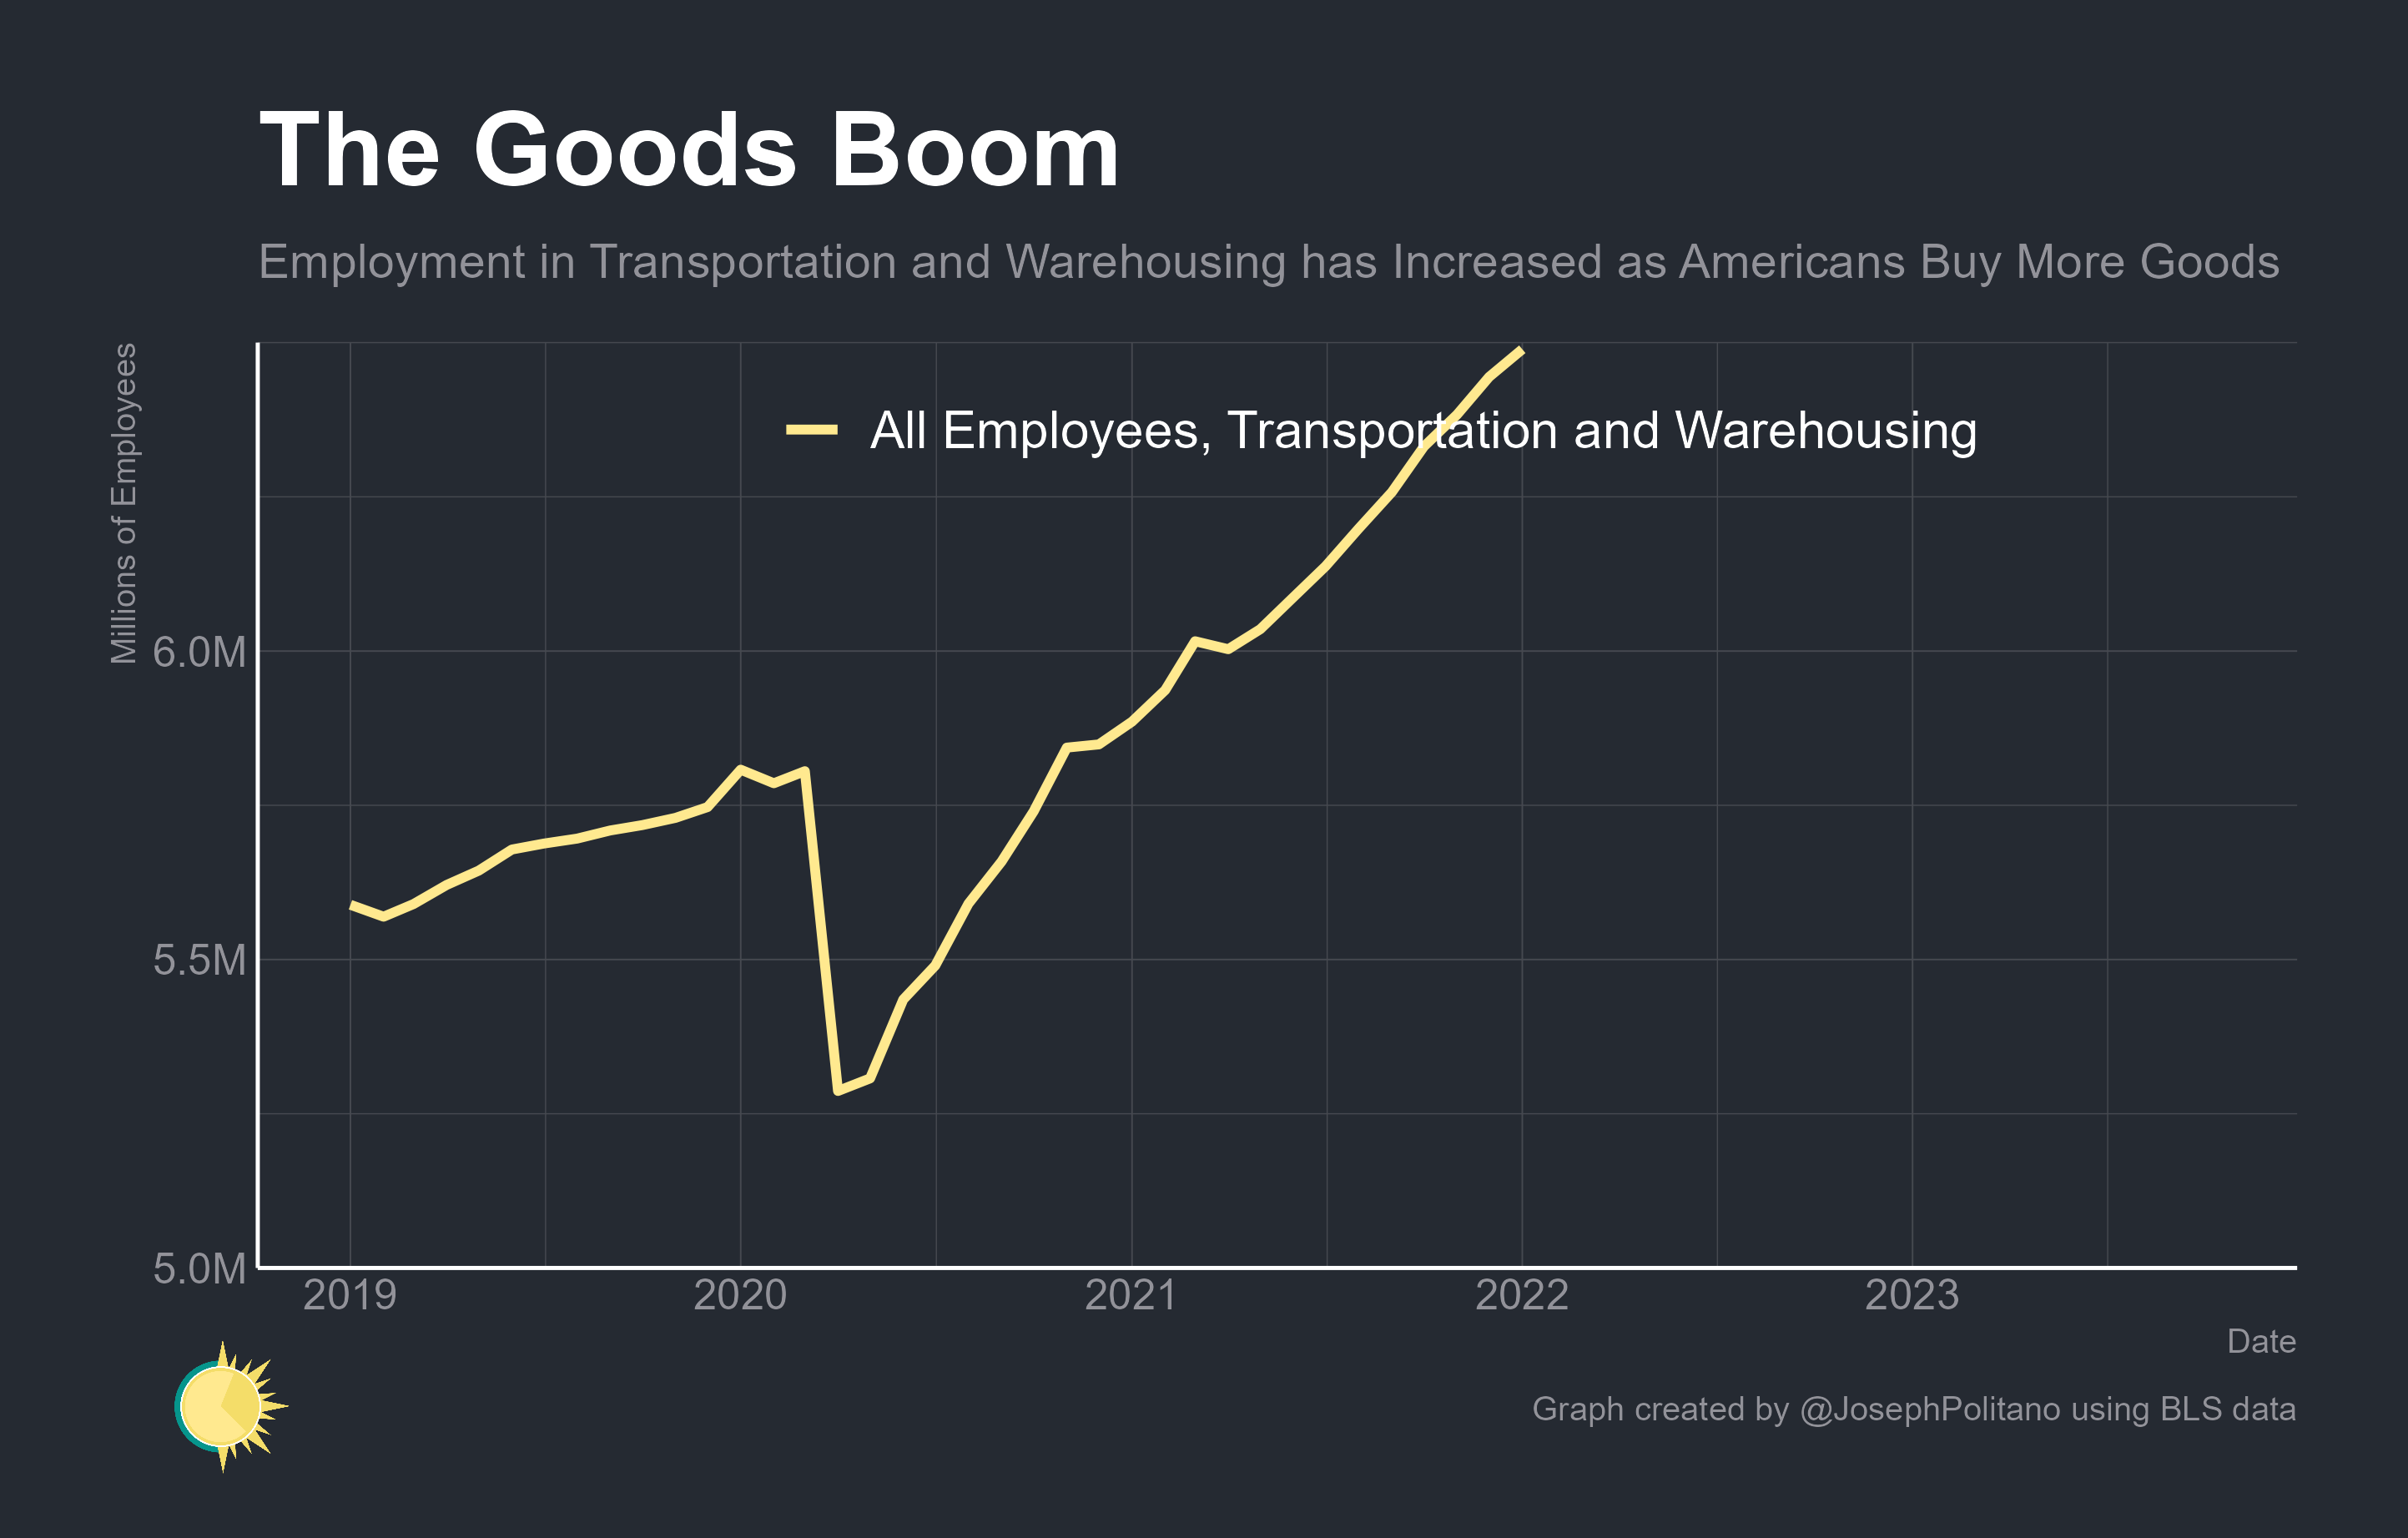 The Goods Boom
Employment in Transportation and Warehousing has Increased as Americans Buy More Goods
Millions of Employees
All Employees, Transportation and Warehousing
6.0M
5.5M
5.0M
2019 2020 2021 2022 2023
Date
Graph created by @JosephPolitano using BLS data